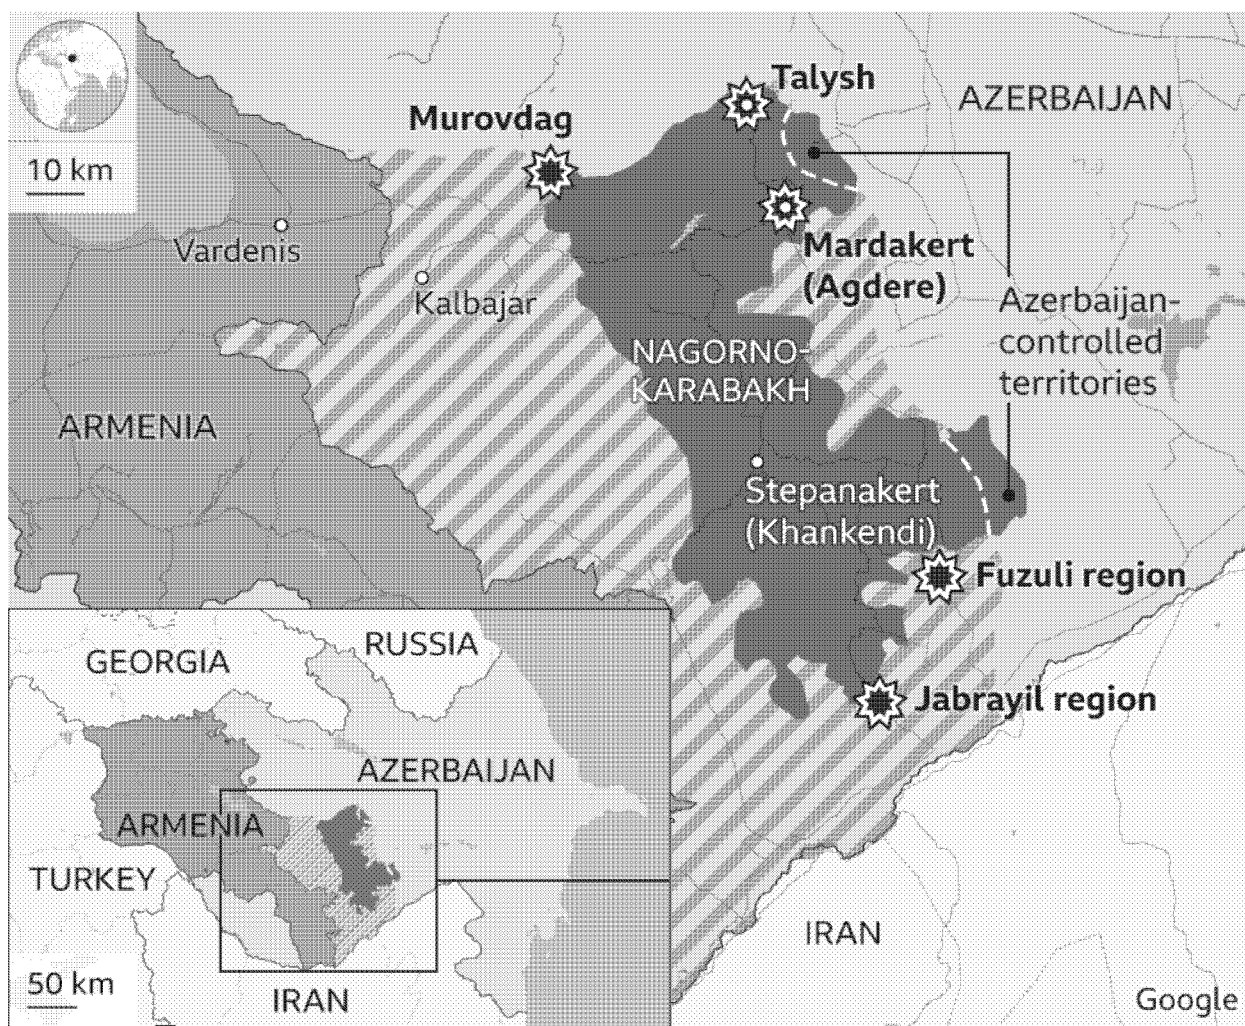 Talysh
AZERBAIJAN
Murovdag
10 km
Vardenis
Kalbajar
Mardakert
(Agdere)
Azerbaijan-
controlled
territories
NAGORNO-
KARABAKH
ARMENIA
Stepanakert
(Khankendi)
Fuzuli region
Jabrayil region
IRAN
Google
RUSSIA
GEORGIA
AZERBAIJAN
ARMENIA
TURKEY
50 km
IRAN